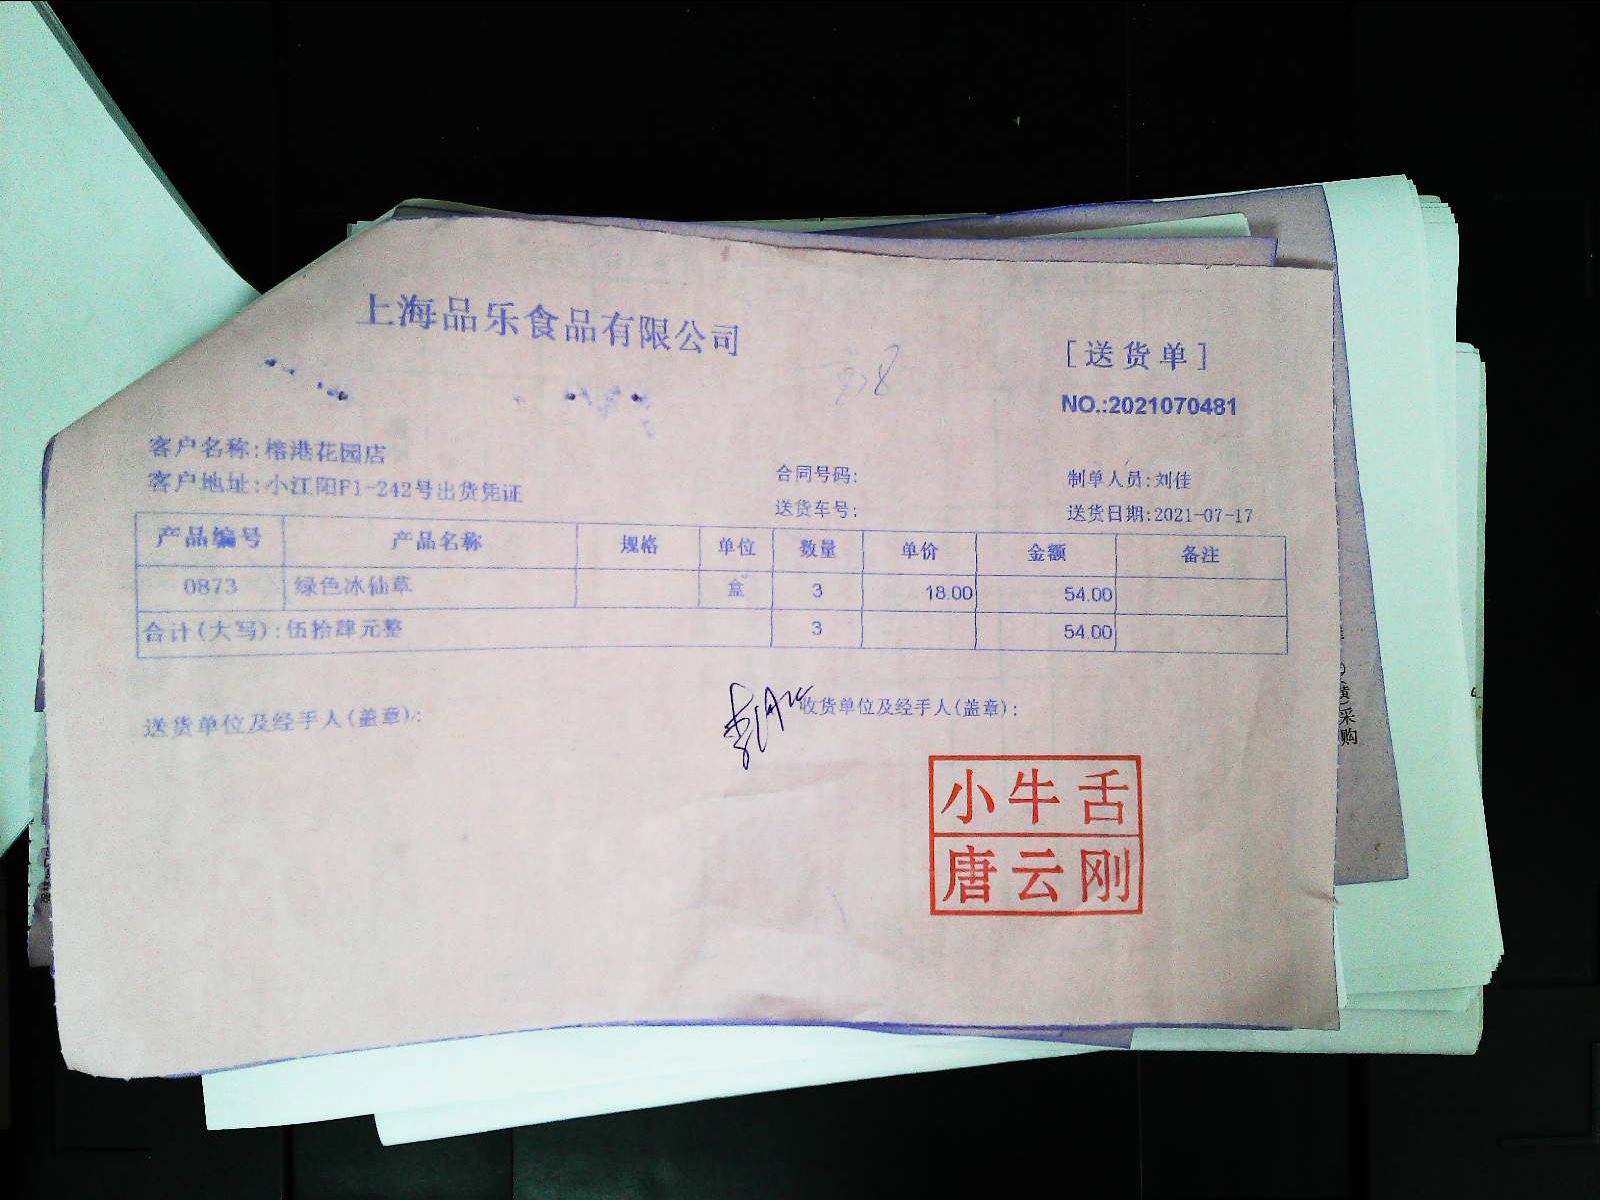 上海品乐食品有限公司
[送货单]
NO.:2021070481
客户名称:榕港花园店
客户地址:小江阳F1-242号出货凭证
合同号码:
制单人员:刘佳
送货车号:
送货日期:2021-07-17
产品编号 产品名称 规格 单位 数量 单价 金额 备注
0873 绿色冰仙草 盒 3 18.00 54.00
合计(大写):伍拾肆元整 3 54.00
送货单位及经手人(盖章):
收货单位及经手人(盖章):
小牛舌
唐云刚
采
购